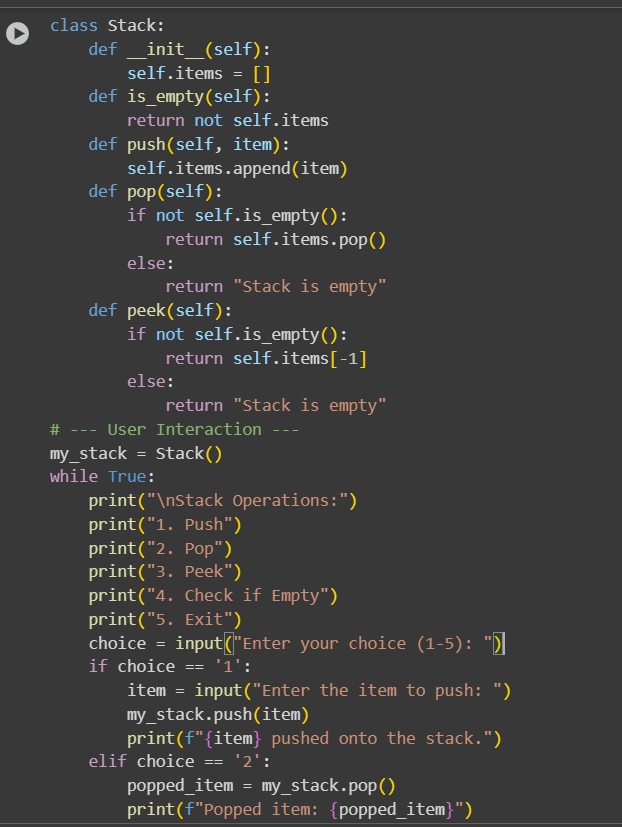 class Stack:
    def __init__(self):
        self.items = []
    def is_empty(self):
        return not self.items
    def push(self, item):
        self.items.append(item)
    def pop(self):
        if not self.is_empty():
            return self.items.pop()
        else:
            return "Stack is empty"
    def peek(self):
        if not self.is_empty():
            return self.items[-1]
        else:
            return "Stack is empty"
# --- User Interaction ---
my_stack = Stack()
while True:
    print("\nStack Operations:")
    print("1. Push")
    print("2. Pop")
    print("3. Peek")
    print("4. Check if Empty")
    print("5. Exit")
    choice = input("Enter your choice (1-5): ")
    if choice == '1':
        item = input("Enter the item to push: ")
        my_stack.push(item)
        print(f"{item} pushed onto the stack.")
    elif choice == '2':
        popped_item = my_stack.pop()
        print(f"Popped item: {popped_item}")